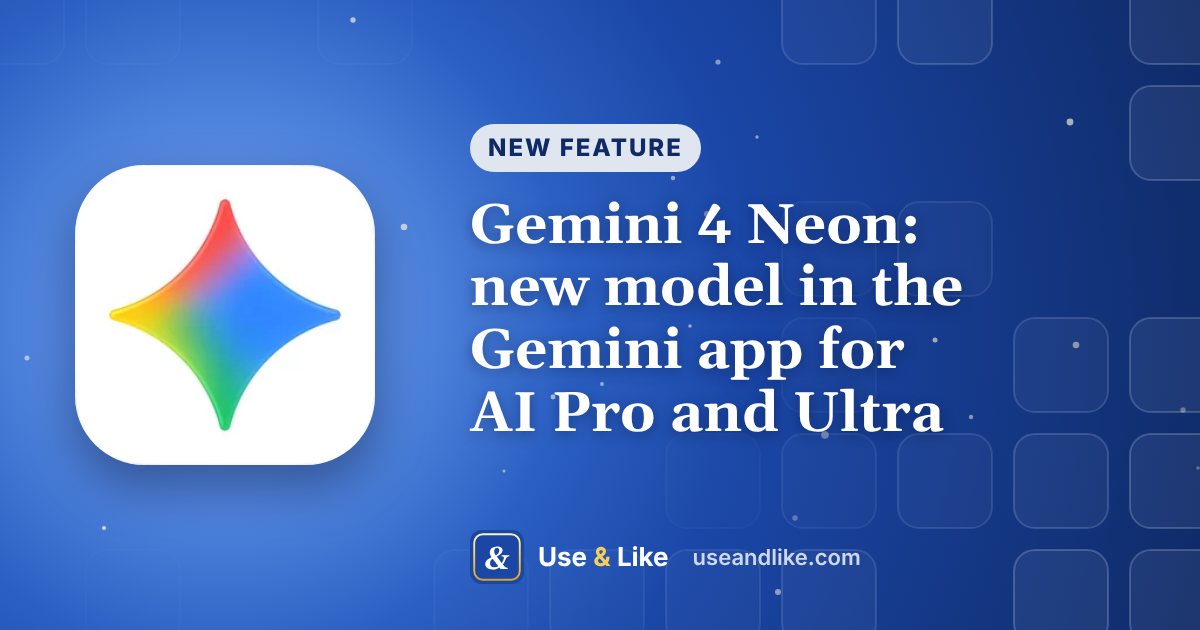 NEW FEATURE
Gemini 4 Neon:
new model in the
Gemini app for
AI Pro and Ultra
& Use & Like useandlike.com